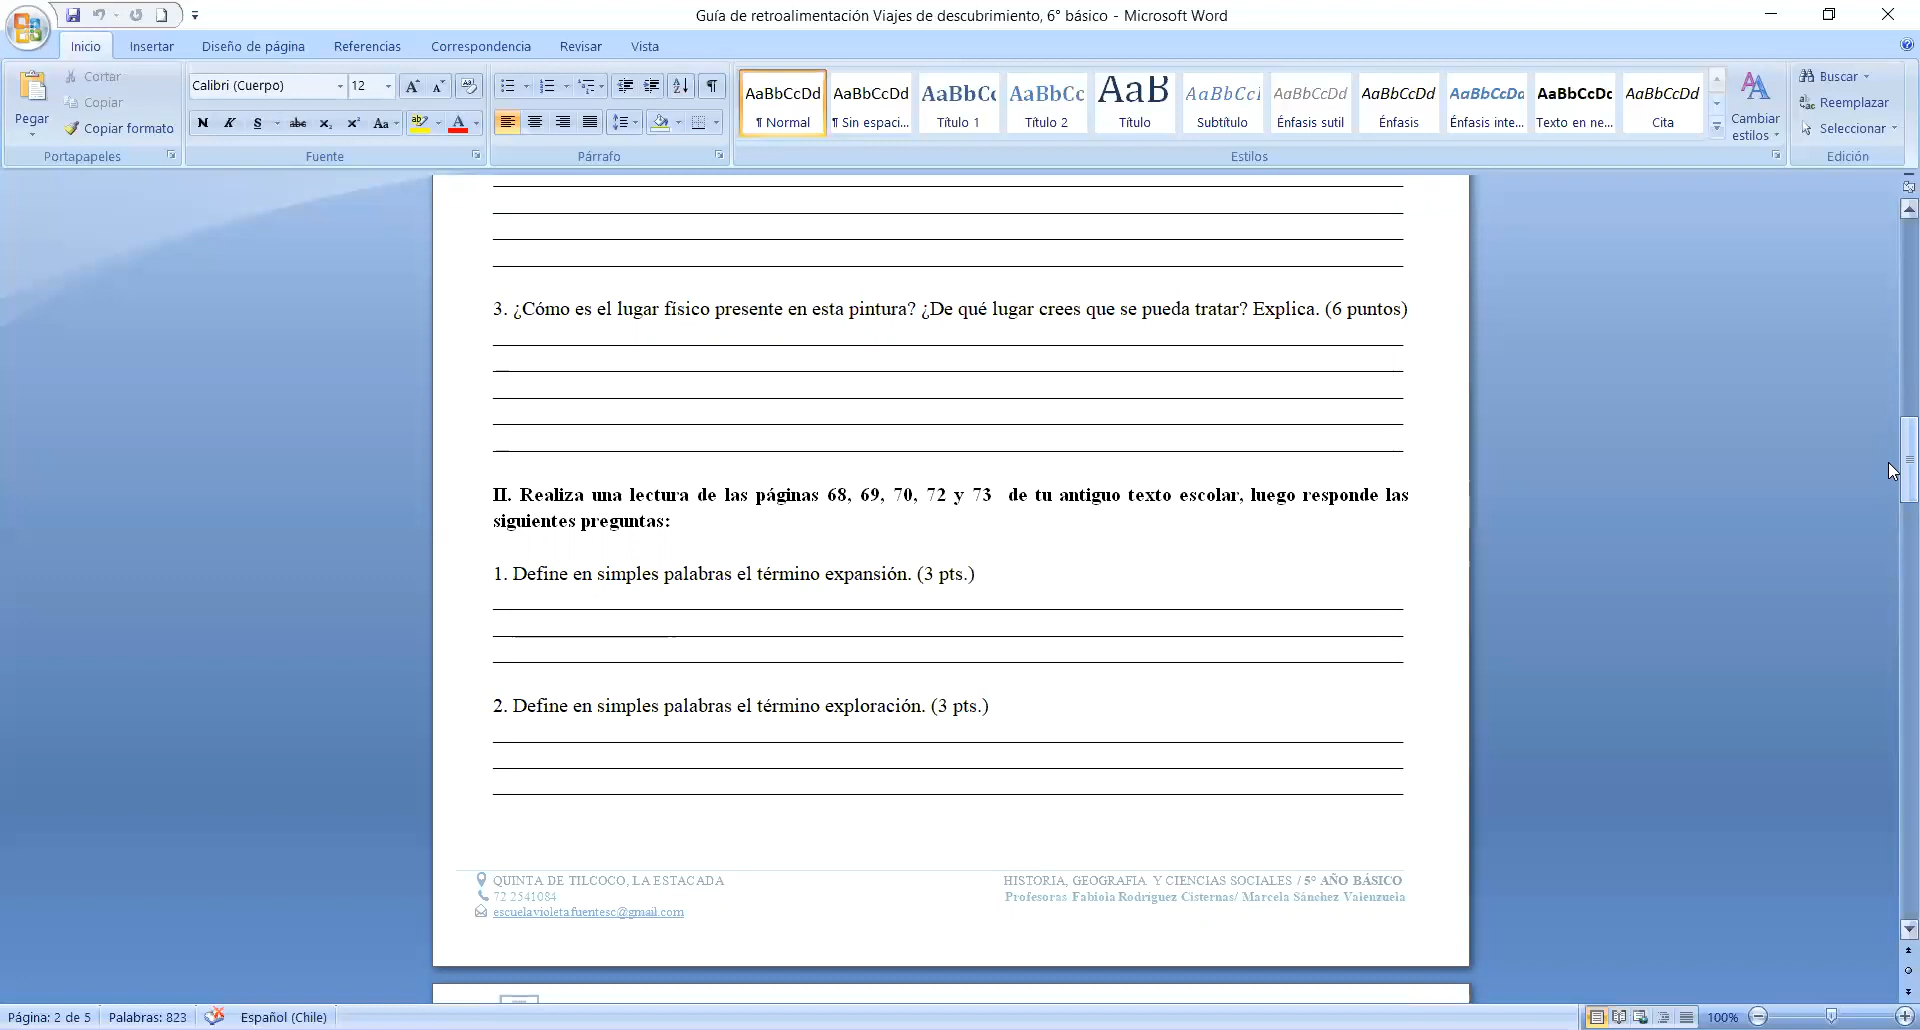 Guía de retroalimentación Viajes de descubrimiento, 6° básico - Microsoft Word
Inicio Insertar Diseño de página Referencias Correspondencia Revisar Vista
Pegar
Cortar
Copiar
Copiar formato
Portapapeles
Calibri (Cuerpo) 12
N K S abc x₂ x² Aa ab A
Fuente
Párrafo
AaBbCcDd AaBbCcDd AaBbCc AaBbCc AaB AaBbCcl AaBbCcDd AaBbCcDd AaBbCcDd AaBbCcDc AaBbCcDd
¶ Normal ¶ Sin espaci... Título 1 Título 2 Título Subtítulo Énfasis sutil Énfasis Énfasis inte... Texto en ne... Cita
Estilos
Cambiar
estilos
Buscar
Reemplazar
Seleccionar
Edición
3. ¿Cómo es el lugar físico presente en esta pintura? ¿De qué lugar crees que se pueda tratar? Explica. (6 puntos)
II. Realiza una lectura de las páginas 68, 69, 70, 72 y 73 de tu antiguo texto escolar, luego responde las
siguientes preguntas:
1. Define en simples palabras el término expansión. (3 pts.)
2. Define en simples palabras el término exploración. (3 pts.)
QUINTA DE TILCOCO, LA ESTACADA
72 2541084
escuelavioletafuentesc@gmail.com
HISTORIA, GEOGRAFIA Y CIENCIAS SOCIALES / 5° AÑO BÁSICO
Profesoras Fabiola Rodríguez Cisternas/ Marcela Sánchez Valenzuela
Página: 2 de 5 Palabras: 823 Español (Chile) 100%